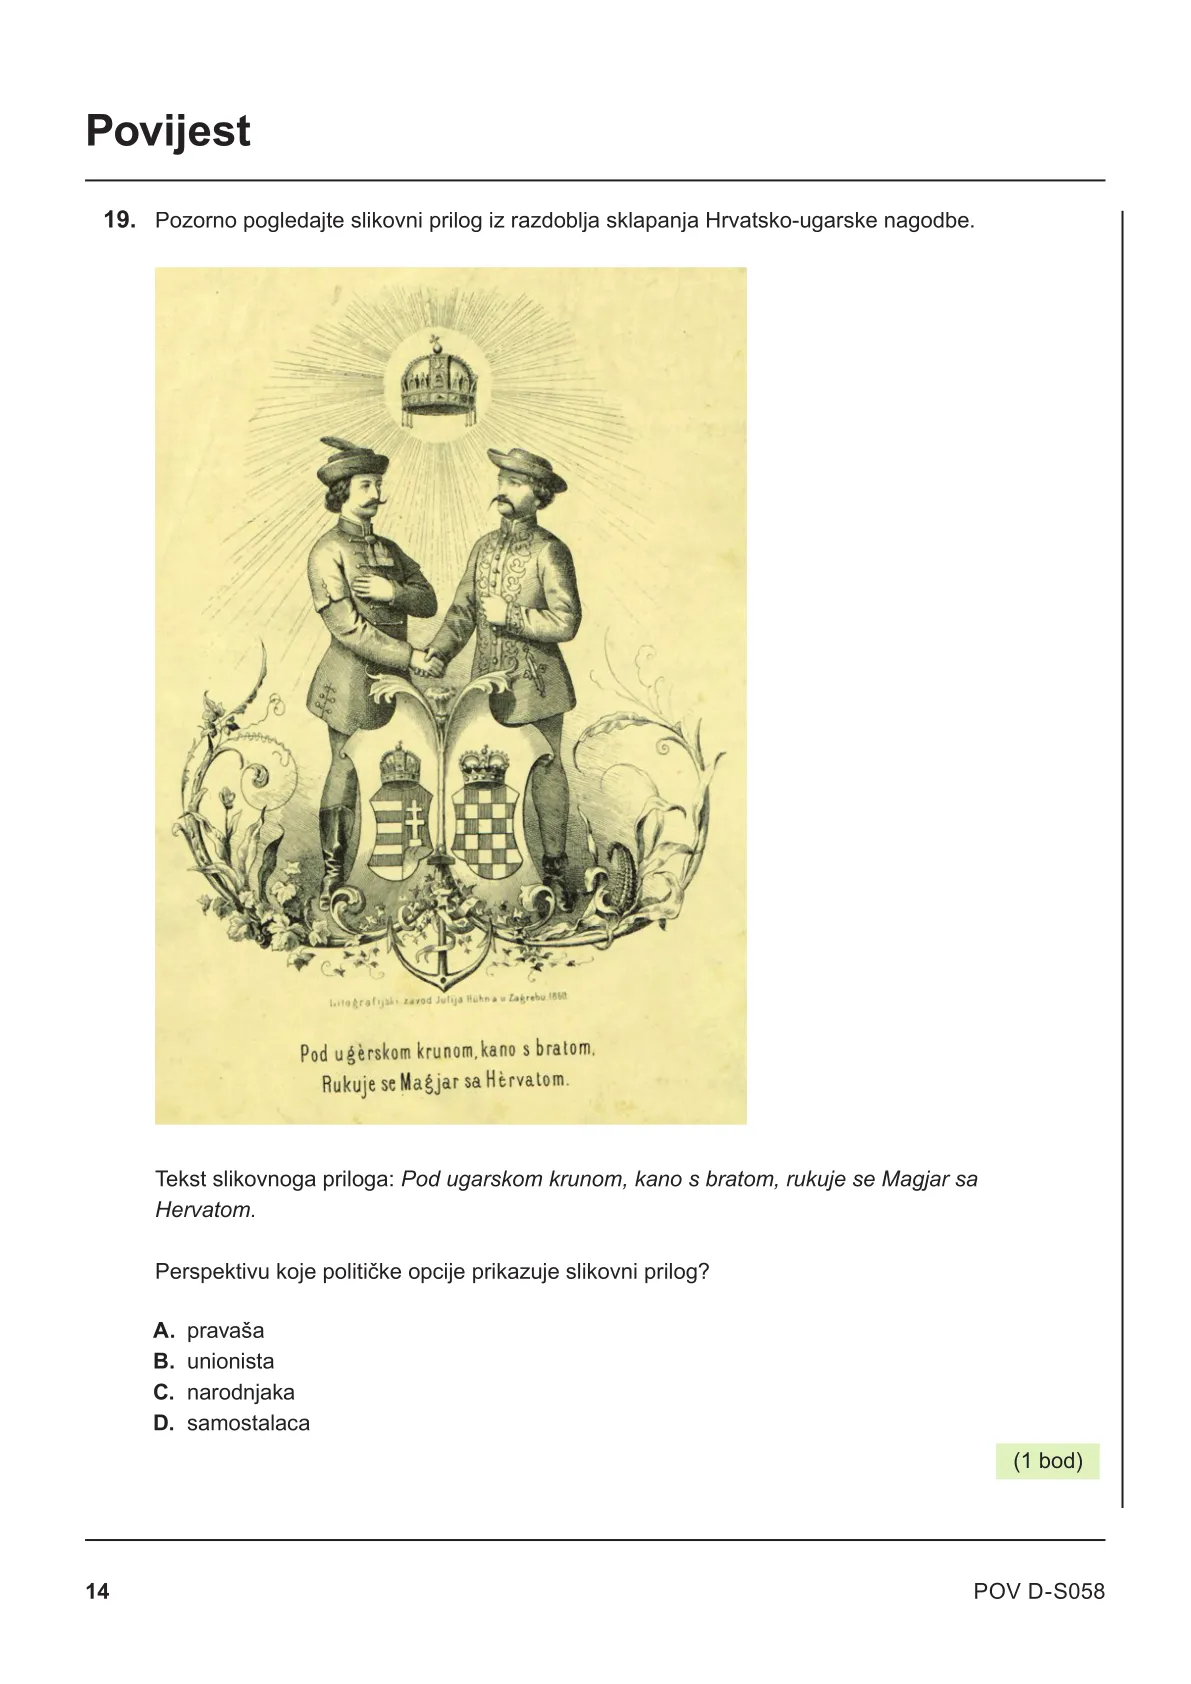 Povijest
19. Pozorno pogledajte slikovni prilog iz razdoblja sklapanja Hrvatsko-ugarske nagodbe.
Litografijski zavod Julija Hühna u Zagrebu.
Pod ugèrskom krunom, kano s bratom,
Rukuje se Maǵjar sa Hèrvatom.
Tekst slikovnoga priloga: Pod ugarskom krunom, kano s bratom, rukuje se Magjar sa
Hervatom.
Perspektivu koje političke opcije prikazuje slikovni prilog?
A. pravaša
B. unionista
C. narodnjaka
D. samostalaca
(1 bod)
14
POV D-S058